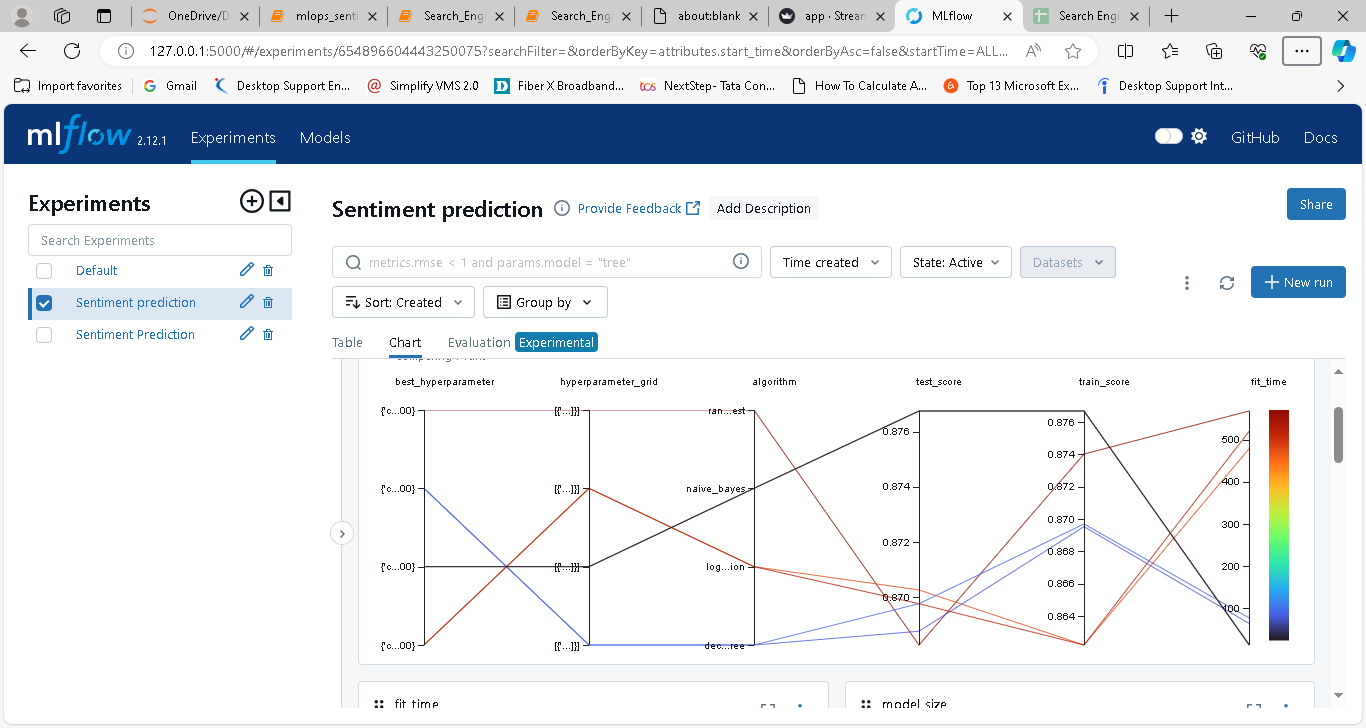 OneDrive/D
mlops_senti
Search_Eng
Search_Eng
about:blank
app · Stream
MLflow
Search Engi
127.0.0.1:5000/#/experiments/654896604443250075?searchFilter=&orderByKey=attributes.start_time&orderByAsc=false&startTime=ALL...
Import favorites
Gmail
Desktop Support En...
Simplify VMS 2.0
Fiber X Broadband...
tcs NextStep- Tata Con...
How To Calculate A...
Top 13 Microsoft Ex...
Desktop Support Int...
mlflow 2.12.1
Experiments
Models
GitHub
Docs
Experiments
Search Experiments
Default
Sentiment prediction
Sentiment Prediction
Sentiment prediction
Provide Feedback
Add Description
Share
metrics.rmse < 1 and params.model = "tree"
Time created
State: Active
Datasets
Sort: Created
Group by
New run
Table
Chart
Evaluation
Experimental
best_hyperparameter
hyperparameter_grid
algorithm
test_score
train_score
fit_time
{'c...00}
{'c...00}
{'c...00}
{'c...00}
[{'...}]
[{'...}]
[{'...}]
[{'...}]
ran...est
naive_bayes
log...ion
dec...ree
0.876
0.874
0.872
0.870
0.876
0.874
0.872
0.870
0.868
0.866
0.864
500
400
300
200
100
fit_time
model_size